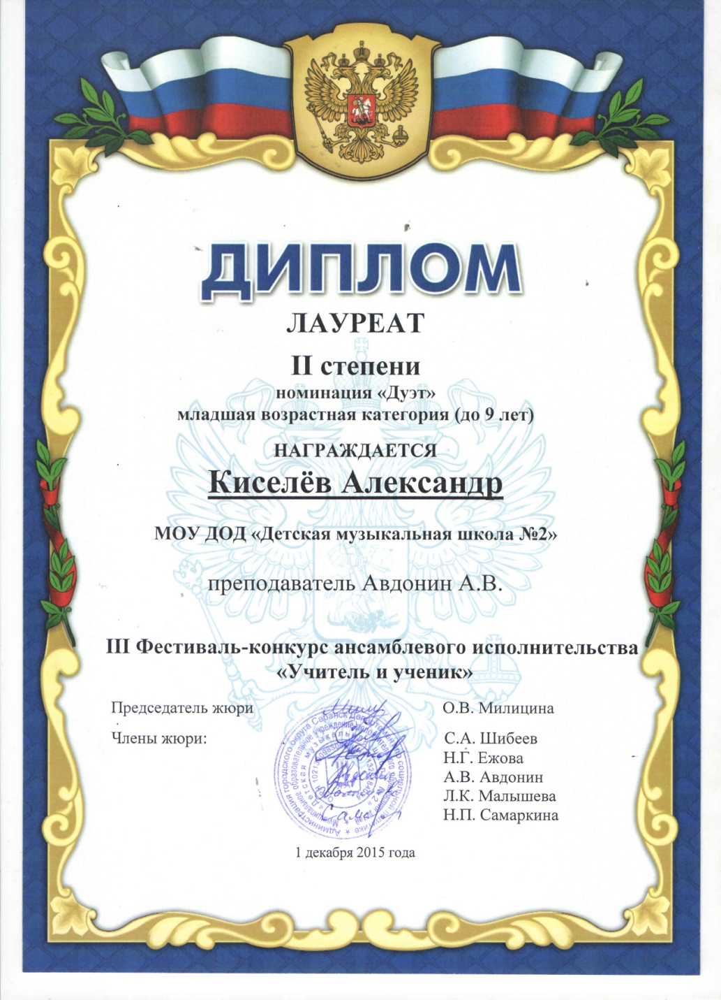 ДИПЛОМ
ЛАУРЕАТ
II степени
номинация «Дуэт»
младшая возрастная категория (до 9 лет)
НАГРАЖДАЕТСЯ
Киселёв Александр
МОУ ДОД «Детская музыкальная школа №2»
преподаватель Авдонин А.В.
III Фестиваль-конкурс ансамблевого исполнительства
«Учитель и ученик»
Председатель жюри О.В. Милицина
Члены жюри: С.А. Шибеев
Н.Г. Ежова
А.В. Авдонин
Л.К. Малышева
Н.П. Самаркина
1 декабря 2015 года